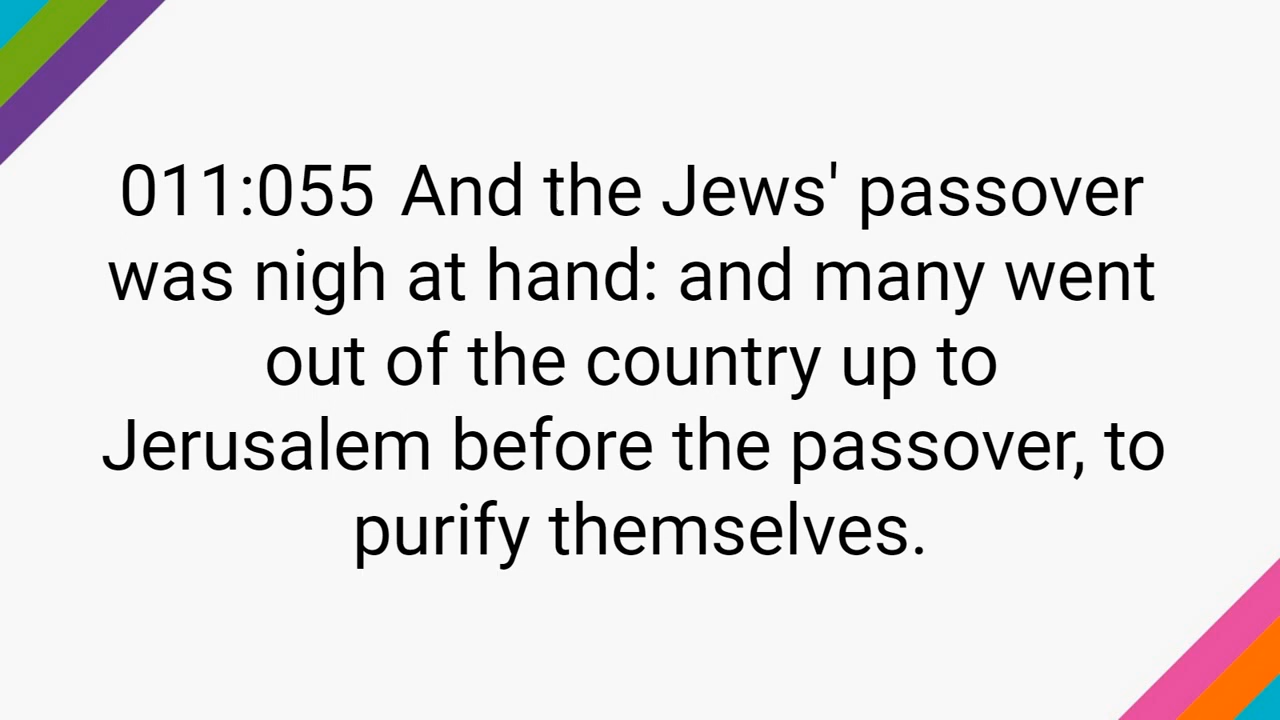 011:055 And the Jews' passover
was nigh at hand: and many went
out of the country up to
Jerusalem before the passover, to
purify themselves.